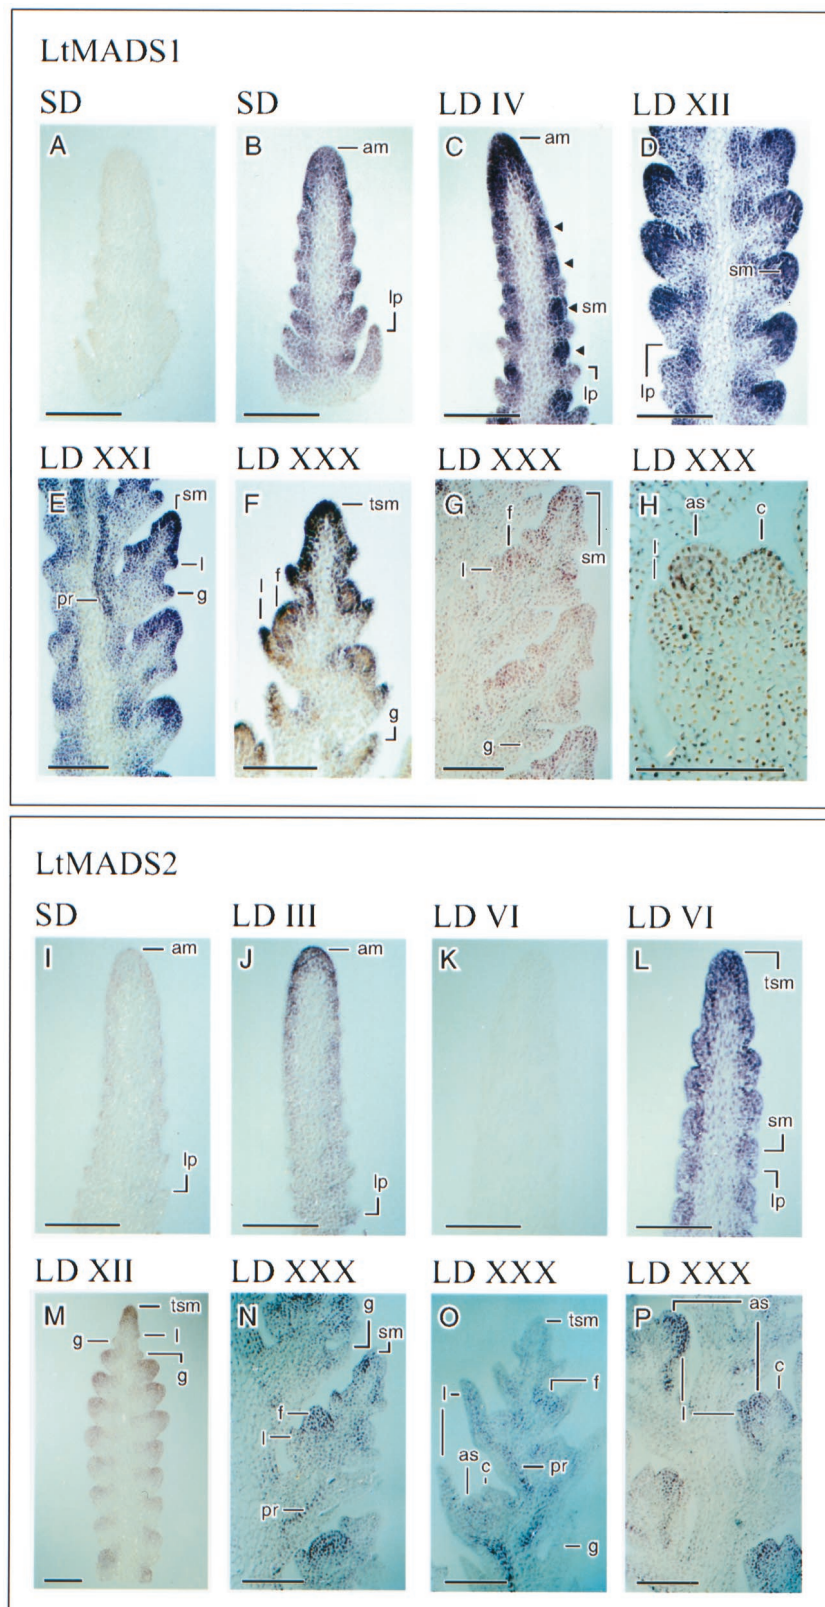 LtMADS1
SD SD LD IV LD XII
A B am C am D
lp sm sm
lp lp
LD XXI LD XXX LD XXX LD XXX
E sm F tsm G f H as c
l f l l
l sm
pr g
g g
LtMADS2
SD LD III LD VI LD VI
I am J am K L tsm
sm
lp lp lp
LD XII LD XXX LD XXX LD XXX
M tsm N g O tsm P as
g l sm c
g f l f l
l as c
pr pr
g